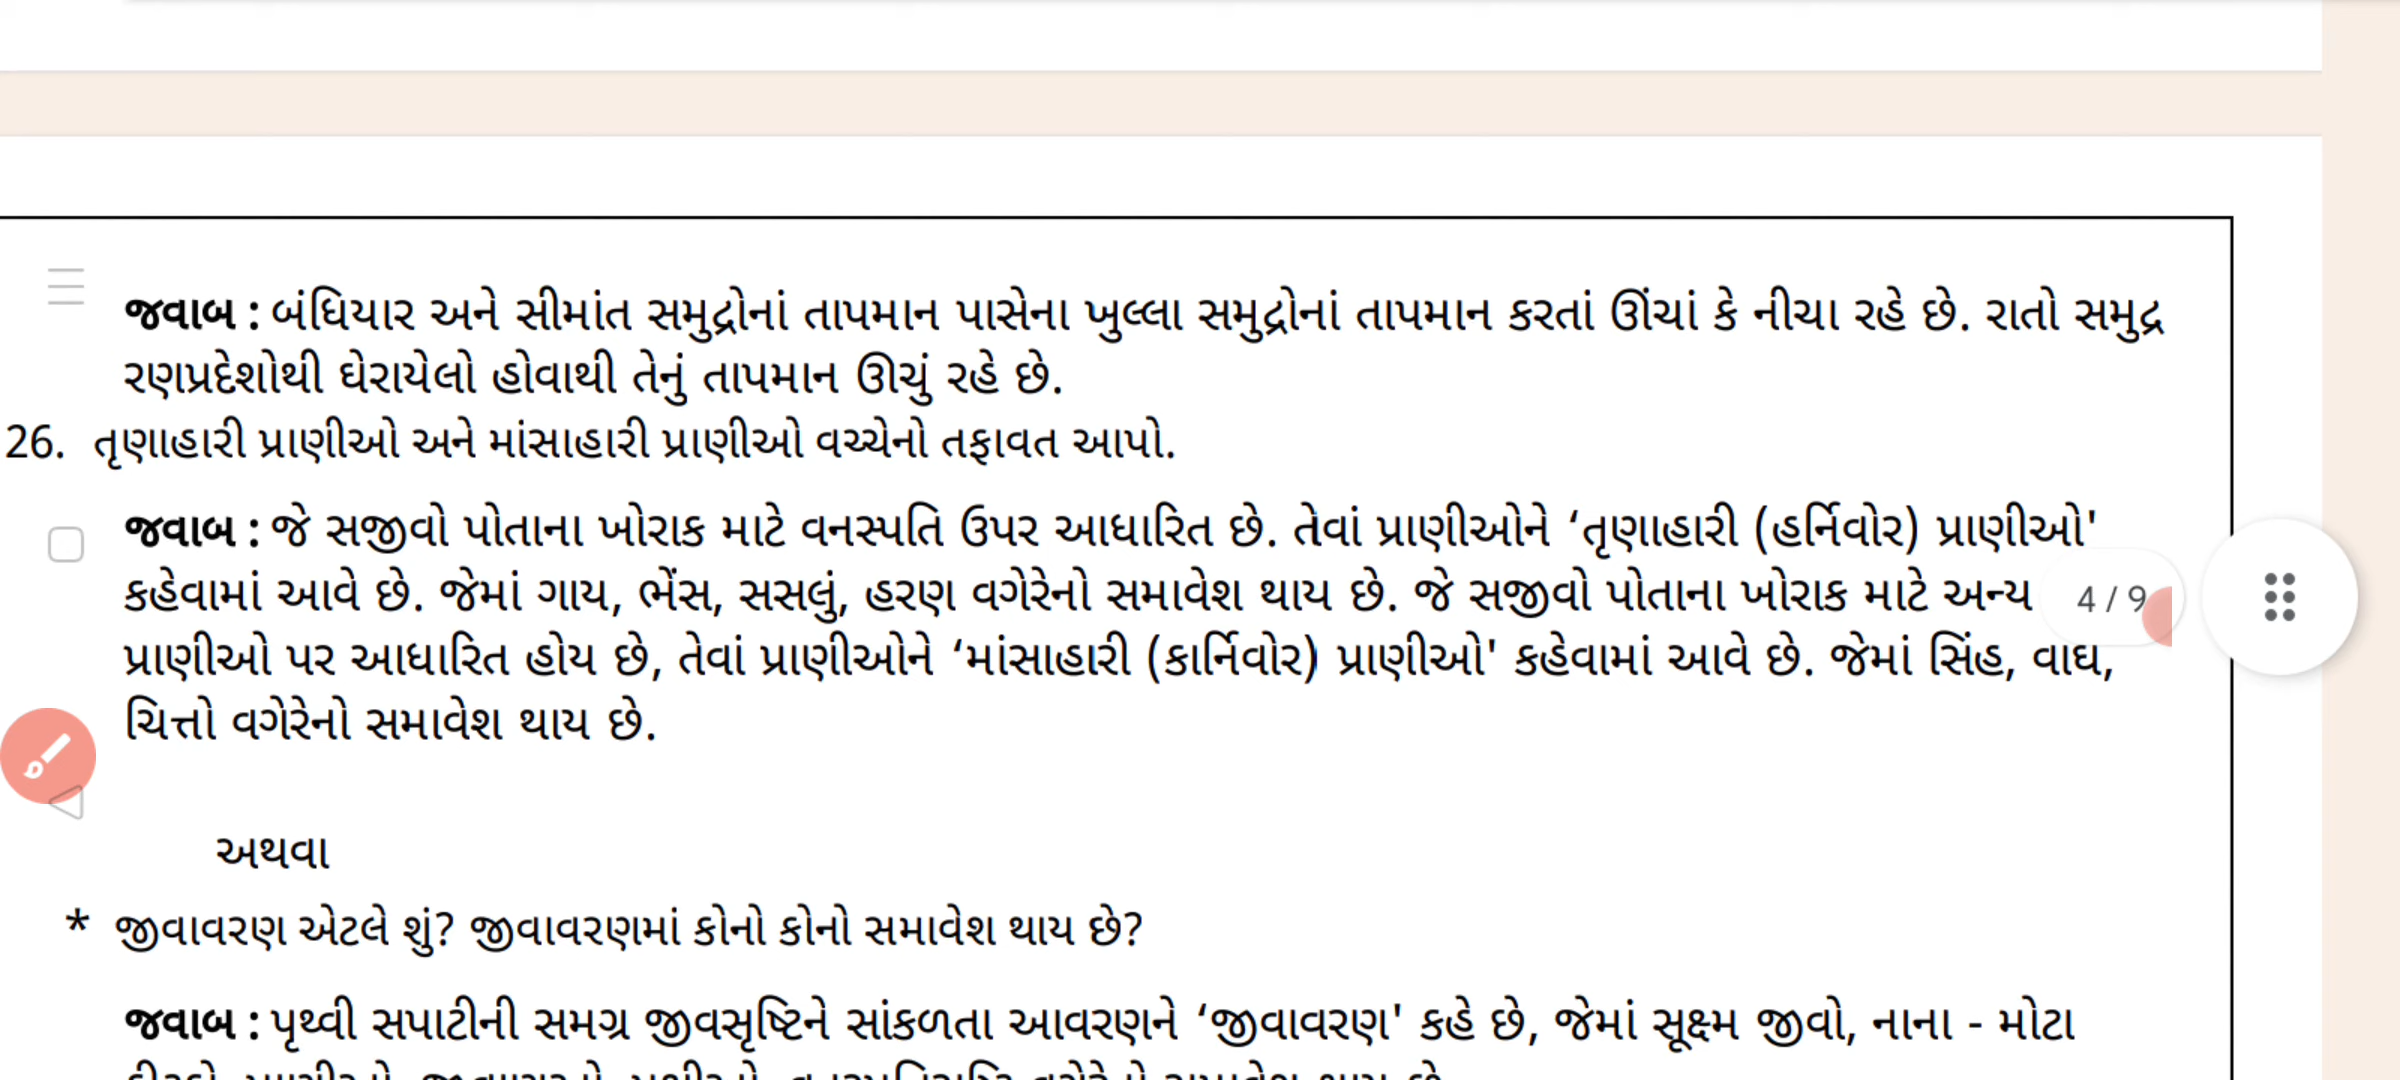 જવાબ : બંધિયાર અને સીમાંત સમુદ્રોનાં તાપમાન પાસેના ખુલ્લા સમુદ્રોનાં તાપમાન કરતાં ઊંચાં કે નીચા રહે છે. રાતો સમુદ્ર
રણપ્રદેશોથી ઘેરાયેલો હોવાથી તેનું તાપમાન ઊચું રહે છે.
26. તૃણાહારી પ્રાણીઓ અને માંસાહારી પ્રાણીઓ વચ્ચેનો તફાવત આપો.
જવાબ : જે સજીવો પોતાના ખોરાક માટે વનસ્પતિ ઉપર આધારિત છે. તેવાં પ્રાણીઓને ‘તૃણાહારી (હર્નિવોર) પ્રાણીઓ'
કહેવામાં આવે છે. જેમાં ગાય, ભેંસ, સસલું, હરણ વગેરેનો સમાવેશ થાય છે. જે સજીવો પોતાના ખોરાક માટે અન્ય
4 / 9
પ્રાણીઓ પર આધારિત હોય છે, તેવાં પ્રાણીઓને ‘માંસાહારી (કાર્નિવોર) પ્રાણીઓ' કહેવામાં આવે છે. જેમાં સિંહ, વાઘ,
ચિત્તો વગેરેનો સમાવેશ થાય છે.
અથવા
* જીવાવરણ એટલે શું? જીવાવરણમાં કોનો કોનો સમાવેશ થાય છે?
જવાબ : પૃથ્વી સપાટીની સમગ્ર જીવસૃષ્ટિને સાંકળતા આવરણને ‘જીવાવરણ' કહે છે, જેમાં સૂક્ષ્મ જીવો, નાના - મોટા